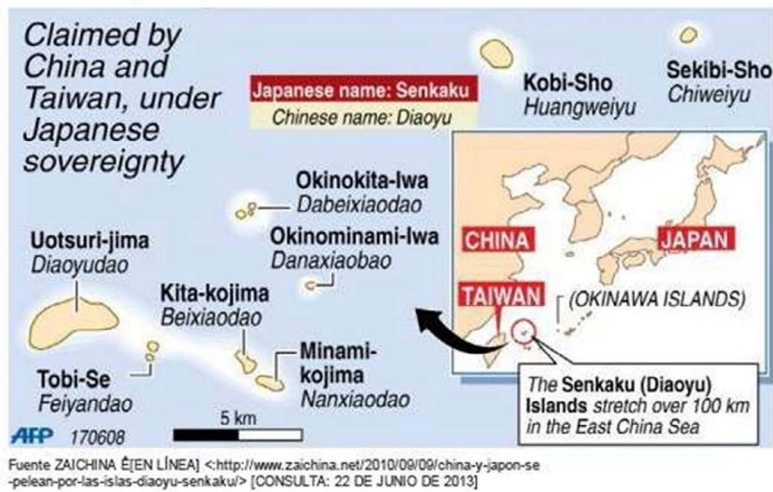 Claimed by
China and
Taiwan, under
Japanese
sovereignty
Japanese name: Senkaku
Chinese name: Diaoyu
Kobi-Sho
Huangweiyu
Sekibi-Sho
Chiweiyu
Okinokita-Iwa
Dabeixiaodao
Okinominami-Iwa
Danaxiaobao
Uotsuri-jima
Diaoyudao
Kita-kojima
Beixiaodao
Minami-
kojima
Nanxiaodao
Tobi-Se
Feiyandao
CHINA
JAPAN
TAIWAN
(OKINAWA ISLANDS)
The Senkaku (Diaoyu)
Islands stretch over 100 km
in the East China Sea
5 km
AFP 170608
Fuente ZAICHINA Ê[EN LÍNEA] <:http://www.zaichina.net/2010/09/09/china-y-japon-se
-pelean-por-las-islas-diaoyu-senkaku/> [CONSULTA: 22 DE JUNIO DE 2013]